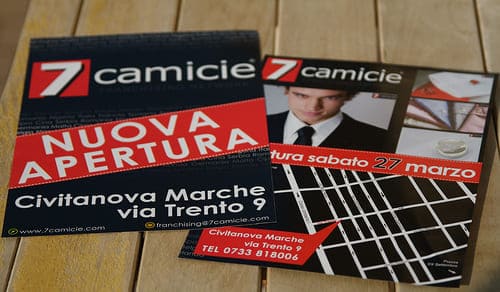 7 camicie
NUOVA
APERTURA
Civitanova Marche
via Trento 9
www.7camicie.com
franchising@7camicie.com
7 camicie
tura sabato 27 marzo
Civitanova Marche
via Trento 9
TEL 0733 818006